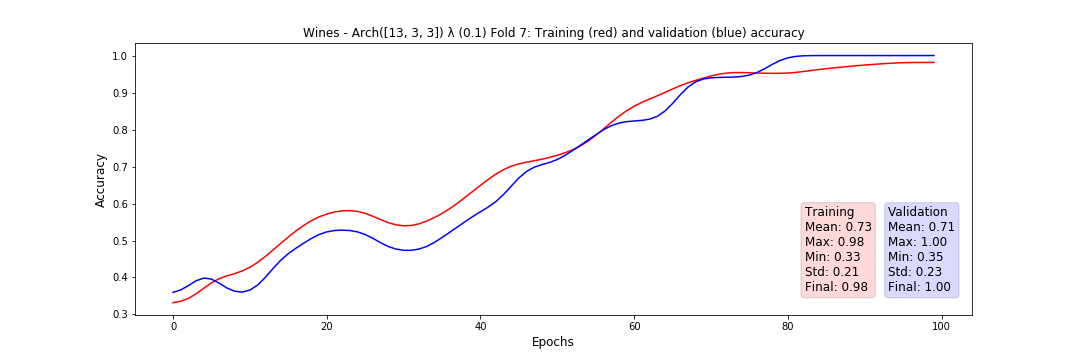 Wines - Arch([13, 3, 3]) λ (0.1) Fold 7: Training (red) and validation (blue) accuracy
Accuracy
1.0
0.9
0.8
0.7
0.6
0.5
0.4
0.3
0
20
40
60
80
100
Epochs
Training
Mean: 0.73
Max: 0.98
Min: 0.33
Std: 0.21
Final: 0.98
Validation
Mean: 0.71
Max: 1.00
Min: 0.35
Std: 0.23
Final: 1.00